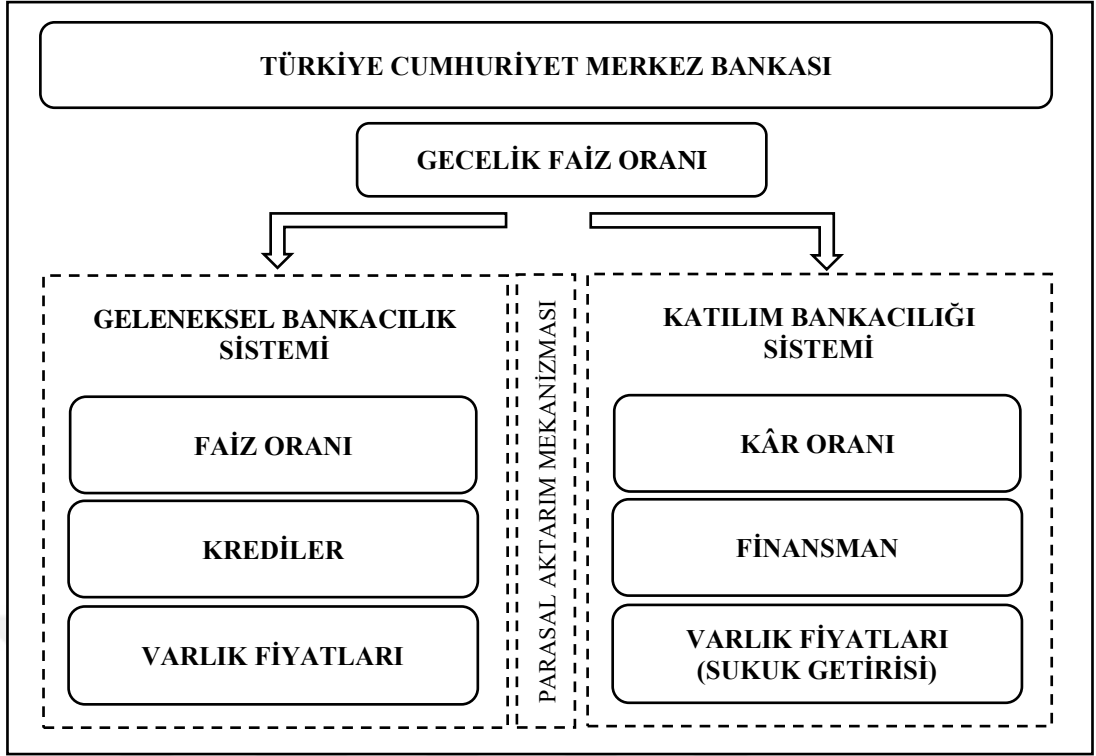 TÜRKİYE CUMHURİYET MERKEZ BANKASI
GECELİK FAİZ ORANI
GELENEKSEL BANKACILIK
SİSTEMİ
FAİZ ORANI
KREDİLER
VARLIK FİYATLARI
PARASAL AKTARIM MEKANİZMASI
KATILIM BANKACILIĞI
SİSTEMİ
KÂR ORANI
FİNANSMAN
VARLIK FİYATLARI
(SUKUK GETİRİSİ)